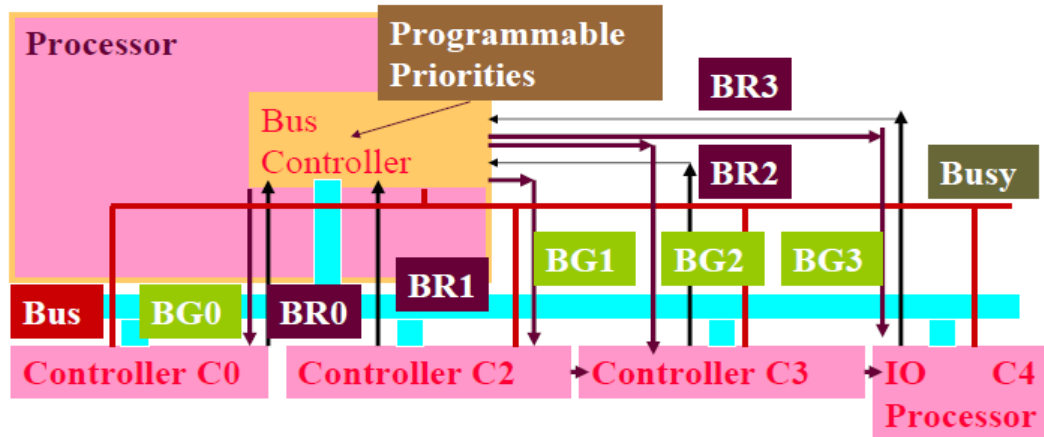 Processor
Programmable
Priorities
Bus
Controller
BR3
BR2
Busy
BG1
BG2
BG3
BR1
Bus
BG0
BR0
Controller C0
Controller C2
Controller C3
IO C4
Processor